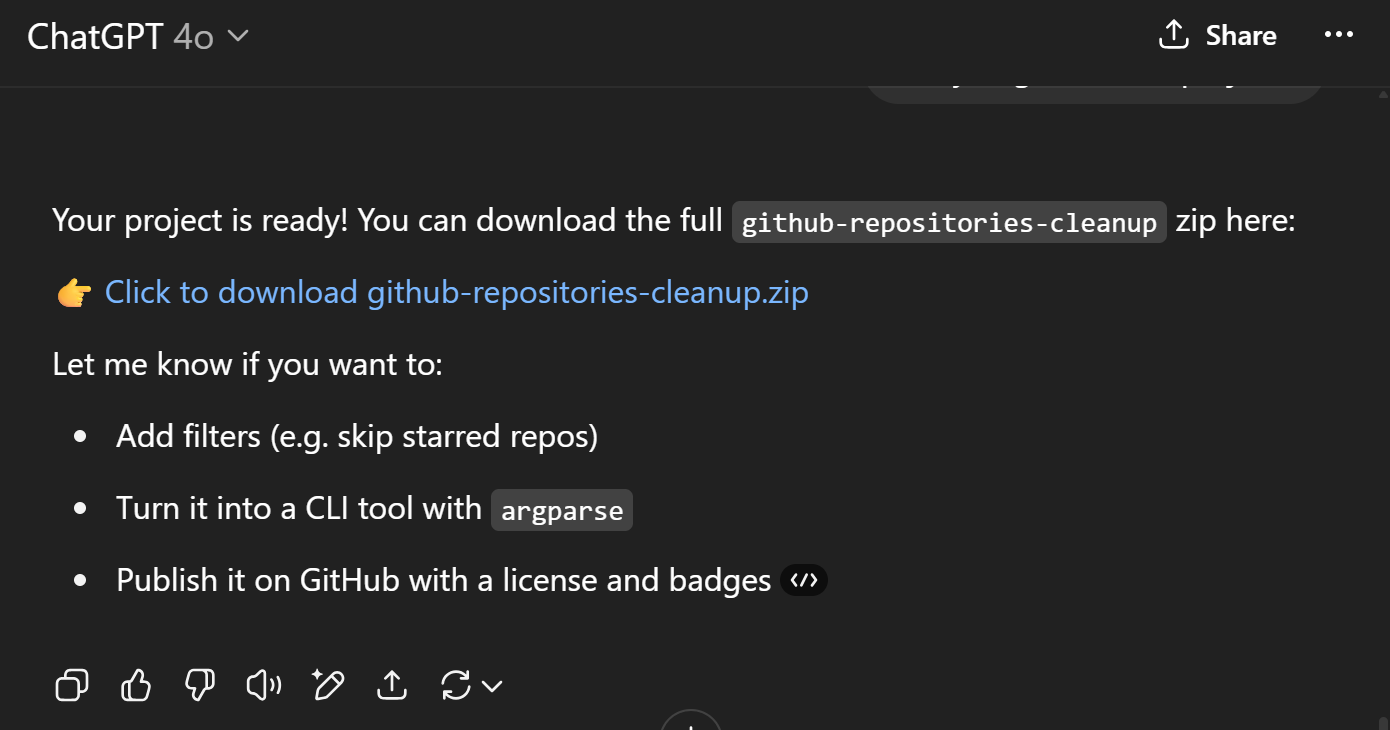 ChatGPT 4o
Share
Your project is ready! You can download the full github-repositories-cleanup zip here:
👉 Click to download github-repositories-cleanup.zip
Let me know if you want to:
• Add filters (e.g. skip starred repos)
• Turn it into a CLI tool with argparse
• Publish it on GitHub with a license and badges </>